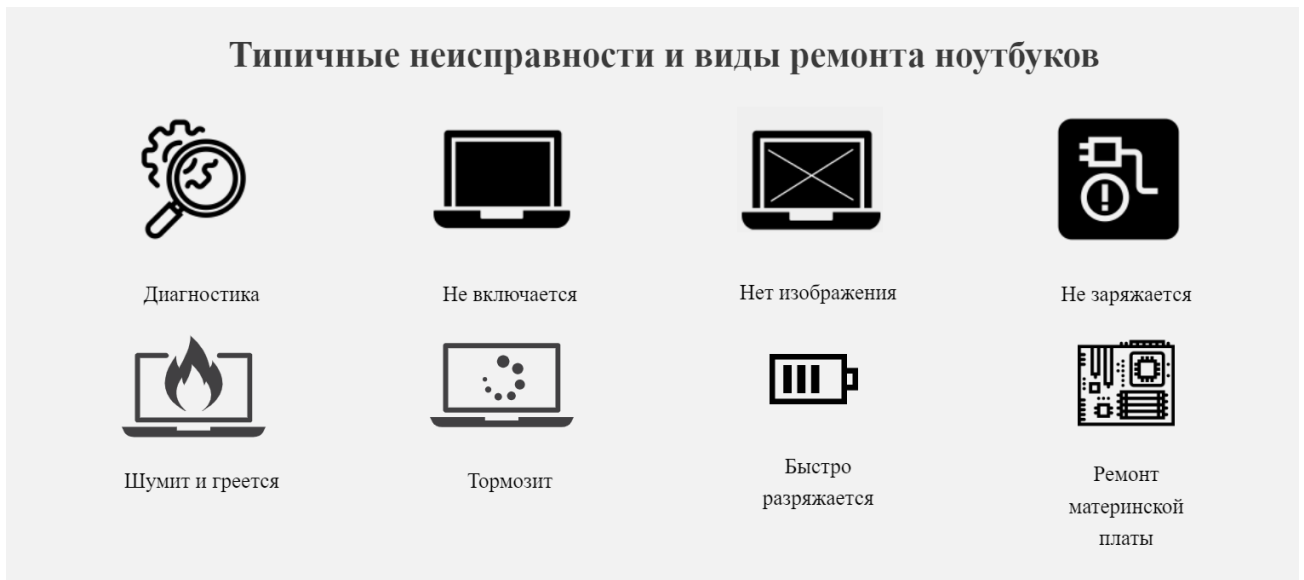 Типичные неисправности и виды ремонта ноутбуков
Диагностика
Не включается
Нет изображения
Не заряжается
Шумит и греется
Тормозит
Быстро
разряжается
Ремонт
материнской
платы